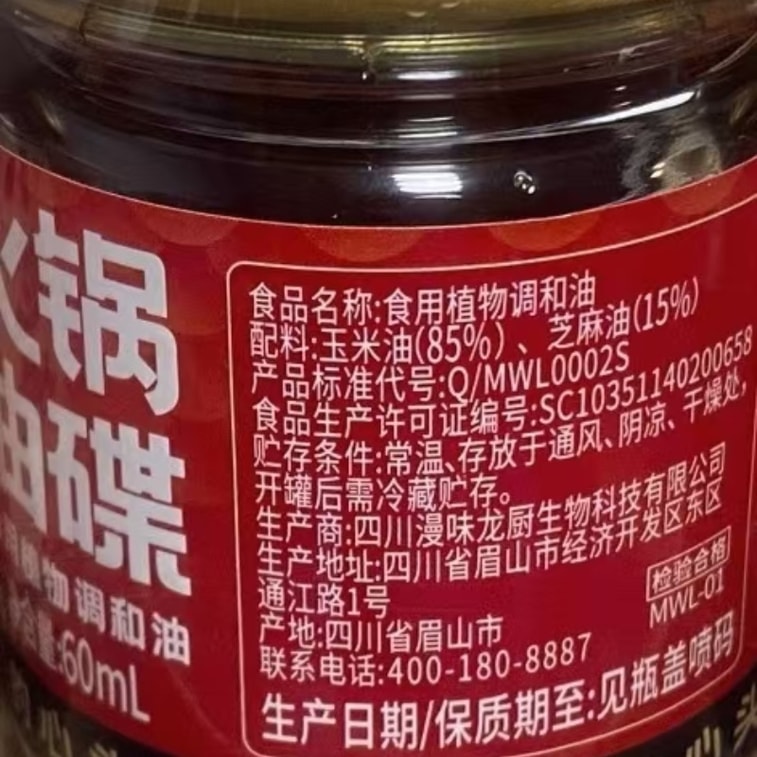 火锅
油碟
植物调和油
量:60mL
食品名称:食用植物调和油
配料:玉米油(85%)、芝麻油(15%)
产品标准代号:Q/MWL0002S
食品生产许可证编号:SC10351140200658
贮存条件:常温、存放于通风、阴凉、干燥处,
开罐后需冷藏贮存。
生产商:四川漫味龙厨生物科技有限公司
生产地址:四川省眉山市经济开发区东区
通江路1号
产地:四川省眉山市
联系电话:400-180-8887
检验合格
MWL-01
生产日期/保质期至:见瓶盖喷码